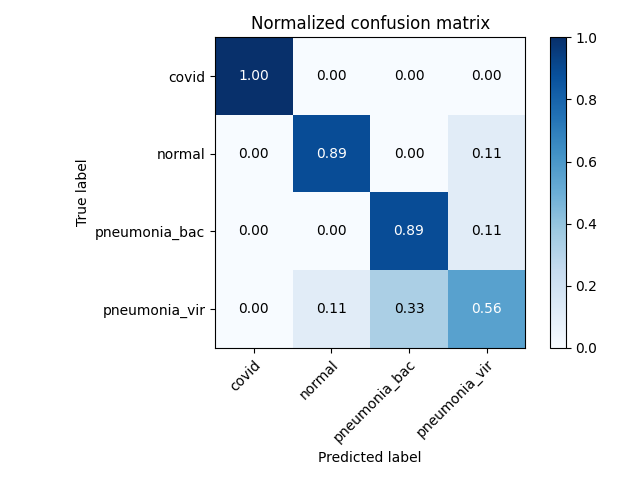 Normalized confusion matrix
True label
covid 1.00 0.00 0.00 0.00
normal 0.00 0.89 0.00 0.11
pneumonia_bac 0.00 0.00 0.89 0.11
pneumonia_vir 0.00 0.11 0.33 0.56
covid normal pneumonia_bac pneumonia_vir
Predicted label
1.0
0.8
0.6
0.4
0.2
0.0